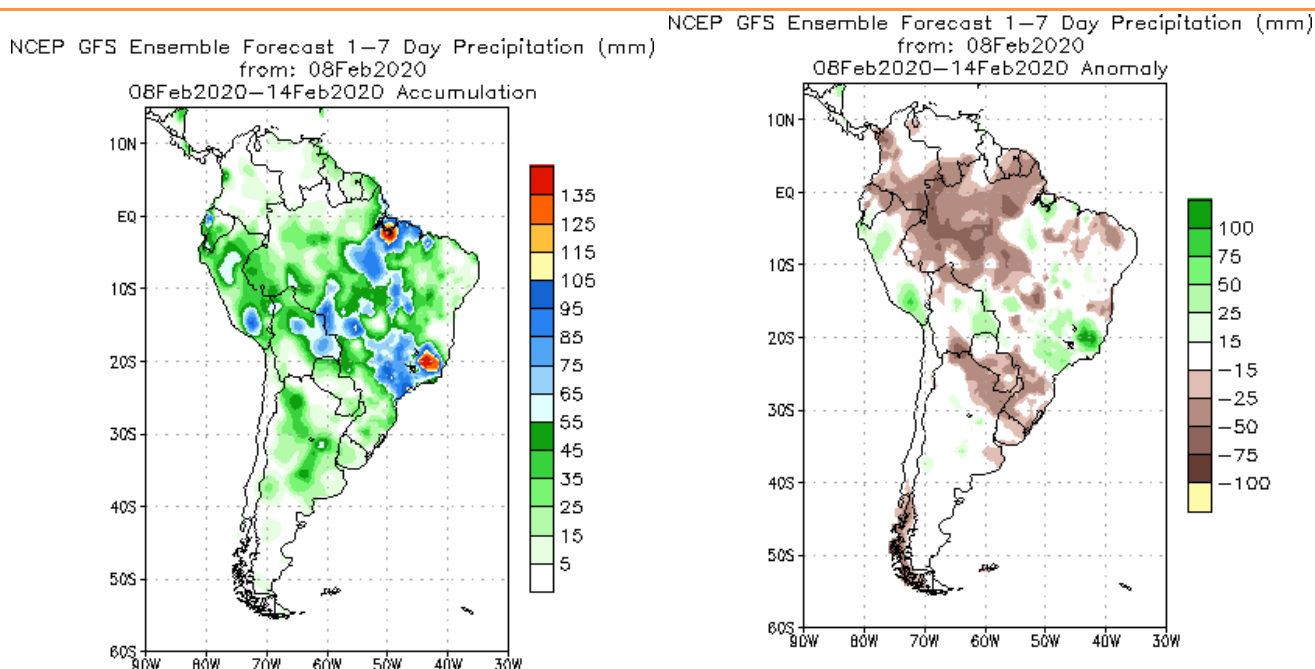 NCEP GFS Ensemble Forecast 1–7 Day Precipitation (mm)
from: 08Feb2020
08Feb2020–14Feb2020 Accumulation
10N
EQ
10S
20S
30S
40S
50S
60S
90W
80W
70W
60W
50W
40W
30W
135
125
115
105
95
85
75
65
55
45
35
25
15
5
NCEP GFS Ensemble Forecast 1–7 Day Precipitation (mm)
from: 08Feb2020
08Feb2020–14Feb2020 Anomaly
10N
EQ
10S
20S
30S
40S
50S
60S
90W
80W
70W
60W
50W
40W
30W
100
75
50
25
15
−15
−25
−50
−75
−100